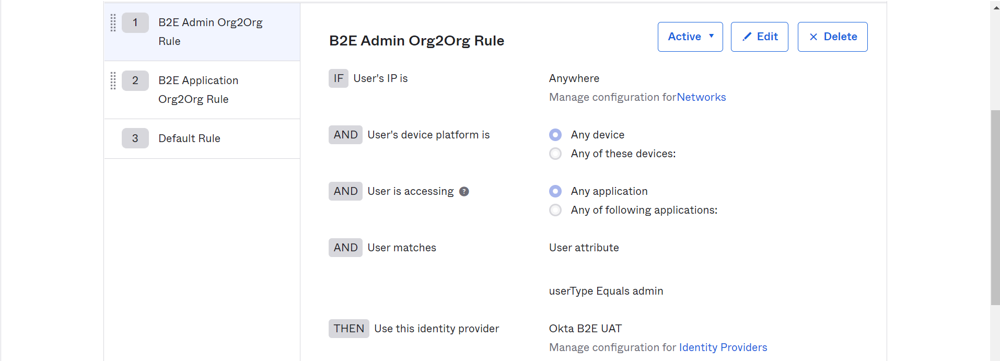 1 B2E Admin Org2Org
Rule
2 B2E Application
Org2Org Rule
3 Default Rule
B2E Admin Org2Org Rule
Active Edit Delete
IF User's IP is Anywhere
Manage configuration forNetworks
AND User's device platform is Any device
Any of these devices:
AND User is accessing ? Any application
Any of following applications:
AND User matches User attribute
userType Equals admin
THEN Use this identity provider Okta B2E UAT
Manage configuration for Identity Providers